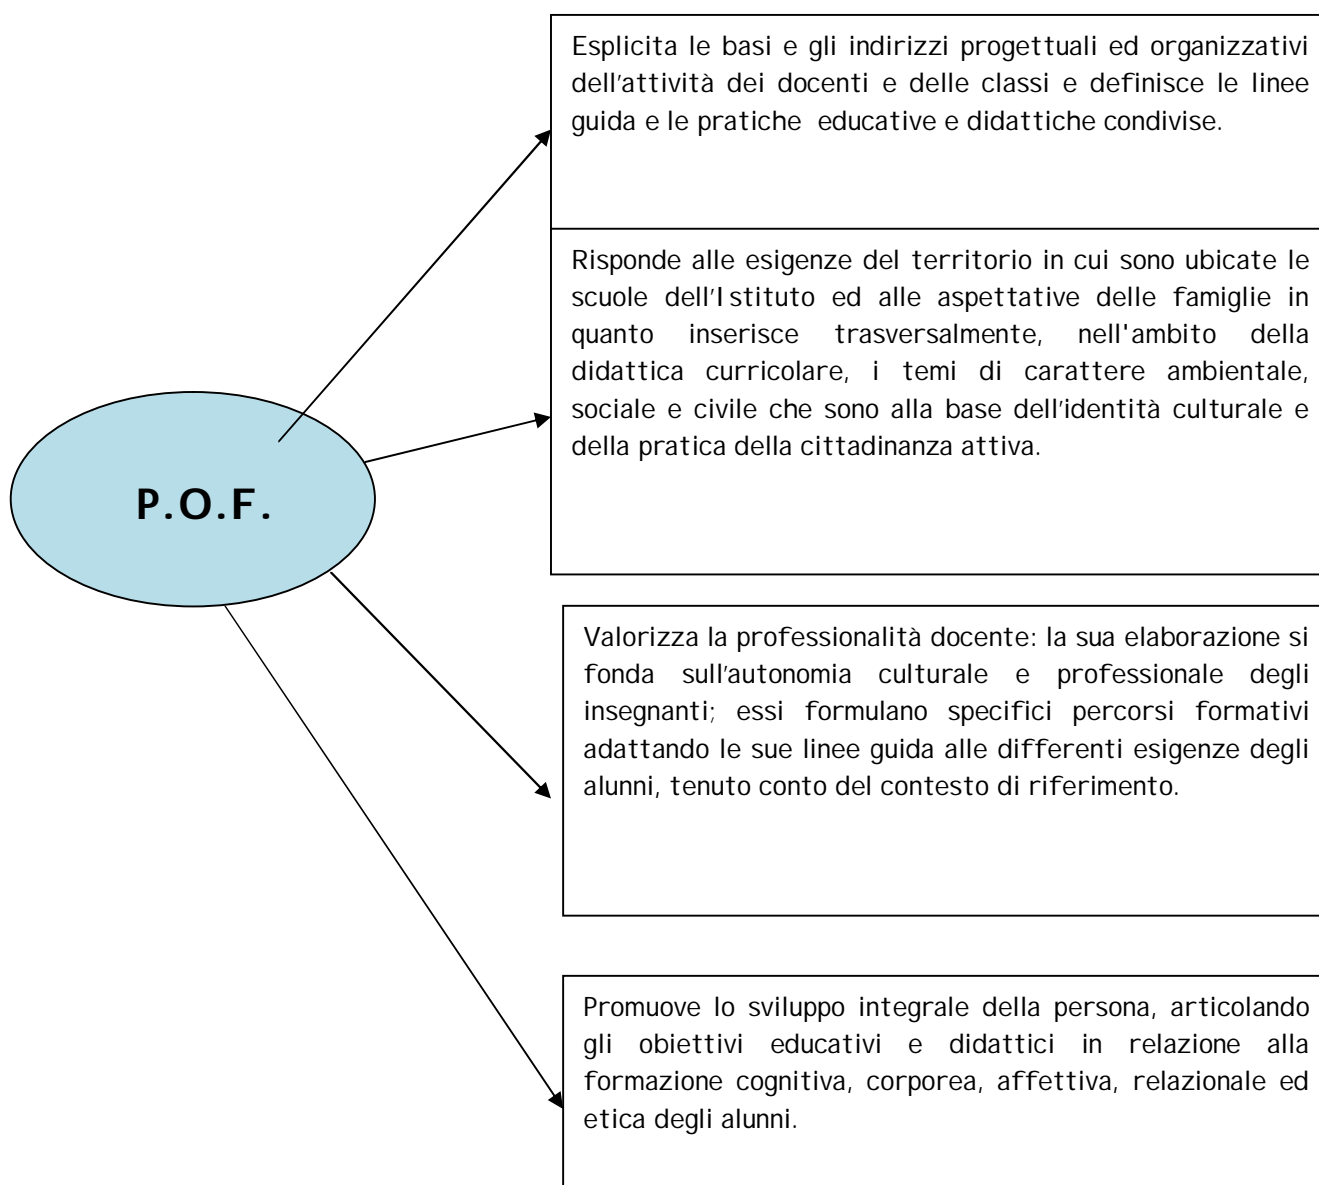 Esplicita le basi e gli indirizzi progettuali ed organizzativi
dell'attività dei docenti e delle classi e definisce le linee
guida e le pratiche educative e didattiche condivise.
Risponde alle esigenze del territorio in cui sono ubicate le
scuole dell'Istituto ed alle aspettative delle famiglie in
quanto inserisce trasversalmente, nell'ambito della
didattica curricolare, i temi di carattere ambientale,
sociale e civile che sono alla base dell'identità culturale e
della pratica della cittadinanza attiva.
P.O.F.
Valorizza la professionalità docente: la sua elaborazione si
fonda sull'autonomia culturale e professionale degli
insegnanti; essi formulano specifici percorsi formativi
adattando le sue linee guida alle differenti esigenze degli
alunni, tenuto conto del contesto di riferimento.
Promuove lo sviluppo integrale della persona, articolando
gli obiettivi educativi e didattici in relazione alla
formazione cognitiva, corporea, affettiva, relazionale ed
etica degli alunni.